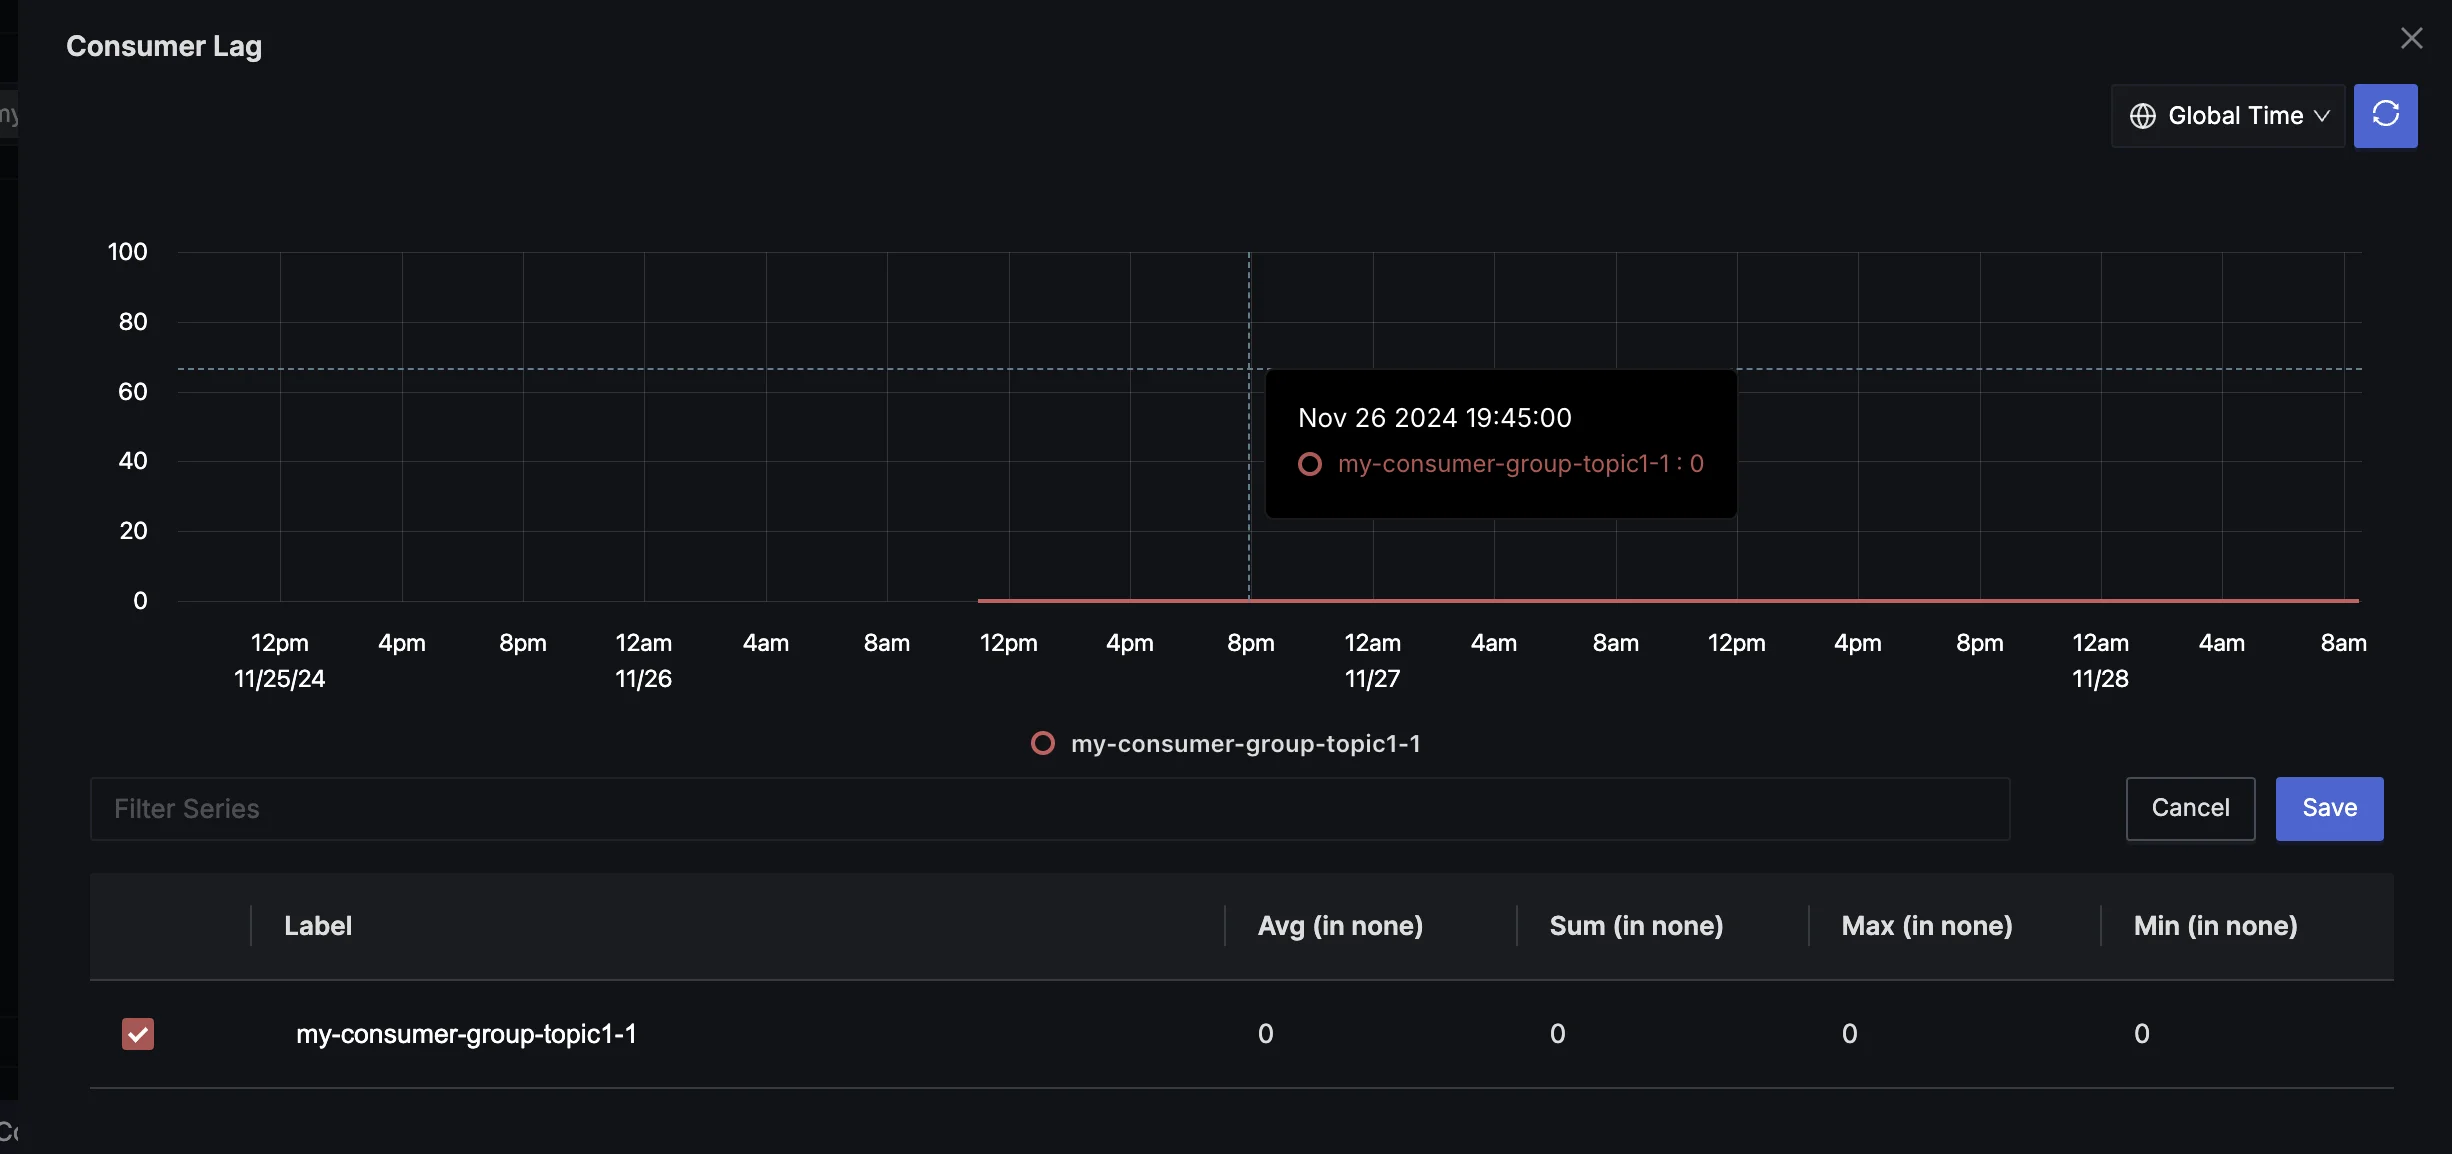 Consumer Lag
my
Global Time
100
80
60
40
20
0
Nov 26 2024 19:45:00
my-consumer-group-topic1-1 : 0
12pm 4pm 8pm 12am 4am 8am 12pm 4pm 8pm 12am 4am 8am 12pm 4pm 8pm 12am 4am 8am
11/25/24 11/26 11/27 11/28
my-consumer-group-topic1-1
Filter Series
Cancel
Save
Label Avg (in none) Sum (in none) Max (in none) Min (in none)
my-consumer-group-topic1-1 0 0 0 0